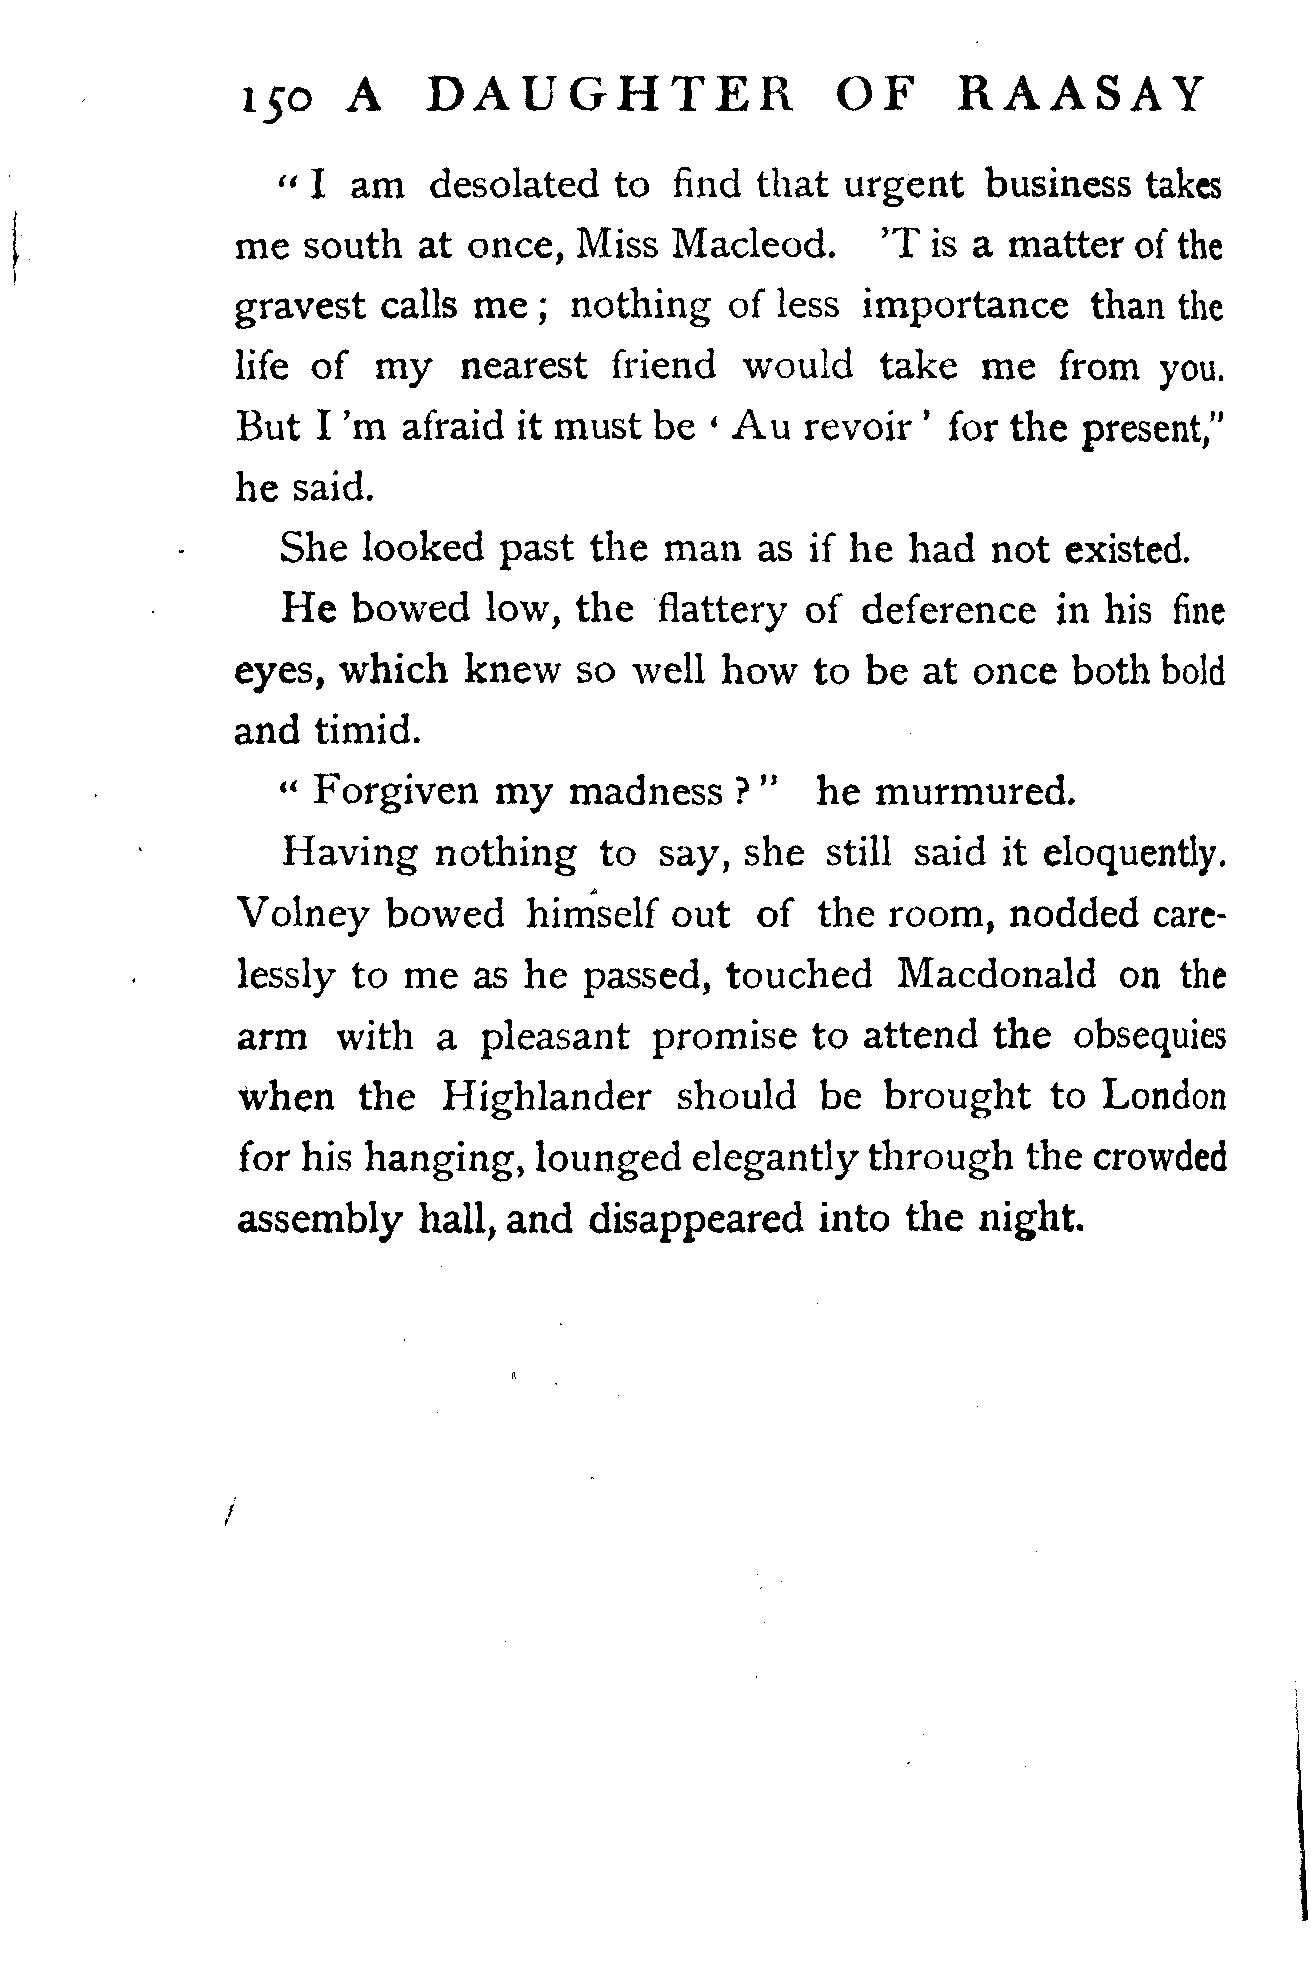 150 A DAUGHTER OF RAASAY
“ I am desolated to find that urgent business takes
me south at once, Miss Macleod. ’T is a matter of the
gravest calls me ; nothing of less importance than the
life of my nearest friend would take me from you.
But I ’m afraid it must be ‘ Au revoir ’ for the present,”
he said.
She looked past the man as if he had not existed.
He bowed low, the flattery of deference in his fine
eyes, which knew so well how to be at once both bold
and timid.
“ Forgiven my madness ? ” he murmured.
Having nothing to say, she still said it eloquently.
Volney bowed himself out of the room, nodded care-
lessly to me as he passed, touched Macdonald on the
arm with a pleasant promise to attend the obsequies
when the Highlander should be brought to London
for his hanging, lounged elegantly through the crowded
assembly hall, and disappeared into the night.